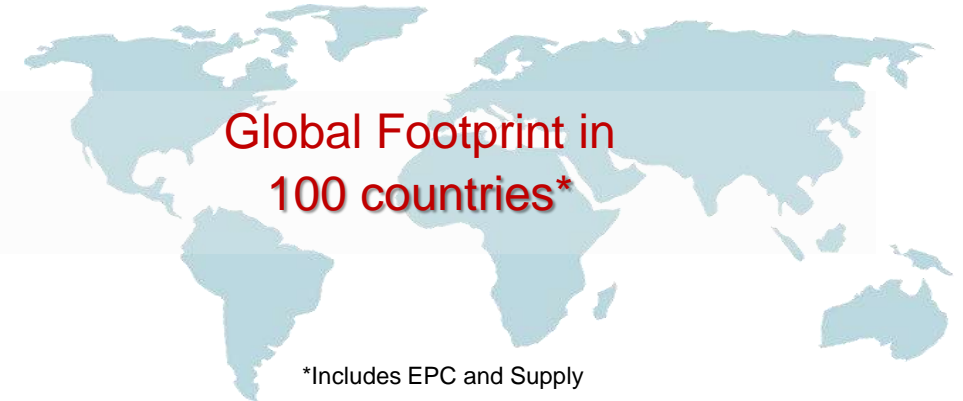 Global Footprint in
100 countries*
*Includes EPC and Supply